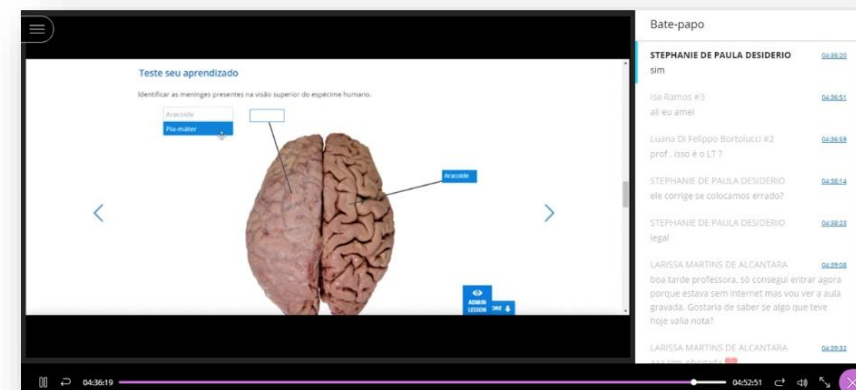 Teste seu aprendizado
Identificar as meninges presentes na visão superior do espécime humano.
Aracoide
Pia-máter
Aracoide
ADMIN
LESSON
04:36:19
04:52:51
Bate-papo
STEPHANIE DE PAULA DESIDERIO 04:36:20
sim
Isa Ramos #3 04:36:51
ali eu amei
Luana Di Felippo Bortolucci #2 04:36:59
prof , isso é o LT ?
STEPHANIE DE PAULA DESIDERIO 04:38:14
ele corrige se colocamos errado?
STEPHANIE DE PAULA DESIDERIO 04:38:23
legal
LARISSA MARTINS DE ALCANTARA 04:39:08
boa tarde professora, só consegui entrar agora
porque estava sem internet mas vou ver a aula
gravada. Gostaria de saber se algo que teve
hoje valia nota?
LARISSA MARTINS DE ALCANTARA 04:39:32